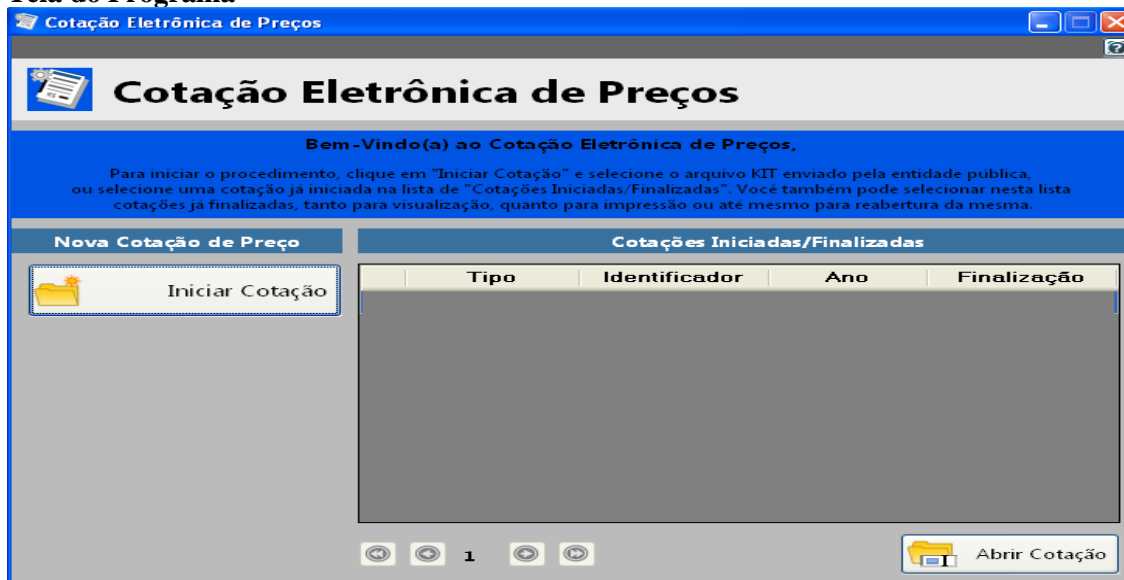 Tela do Programa
Cotação Eletrônica de Preços
Cotação Eletrônica de Preços
Bem-Vindo(a) ao Cotação Eletrônica de Preços,
Para iniciar o procedimento, clique em "Iniciar Cotação" e selecione o arquivo KIT enviado pela entidade publica,
ou selecione uma cotação já iniciada na lista de "Cotações Iniciadas/Finalizadas". Você também pode selecionar nesta lista
cotações já finalizadas, tanto para visualização, quanto para impressão ou até mesmo para reabertura da mesma.
Nova Cotação de Preço
Cotações Iniciadas/Finalizadas
Iniciar Cotação
Tipo Identificador Ano Finalização
1
Abrir Cotação